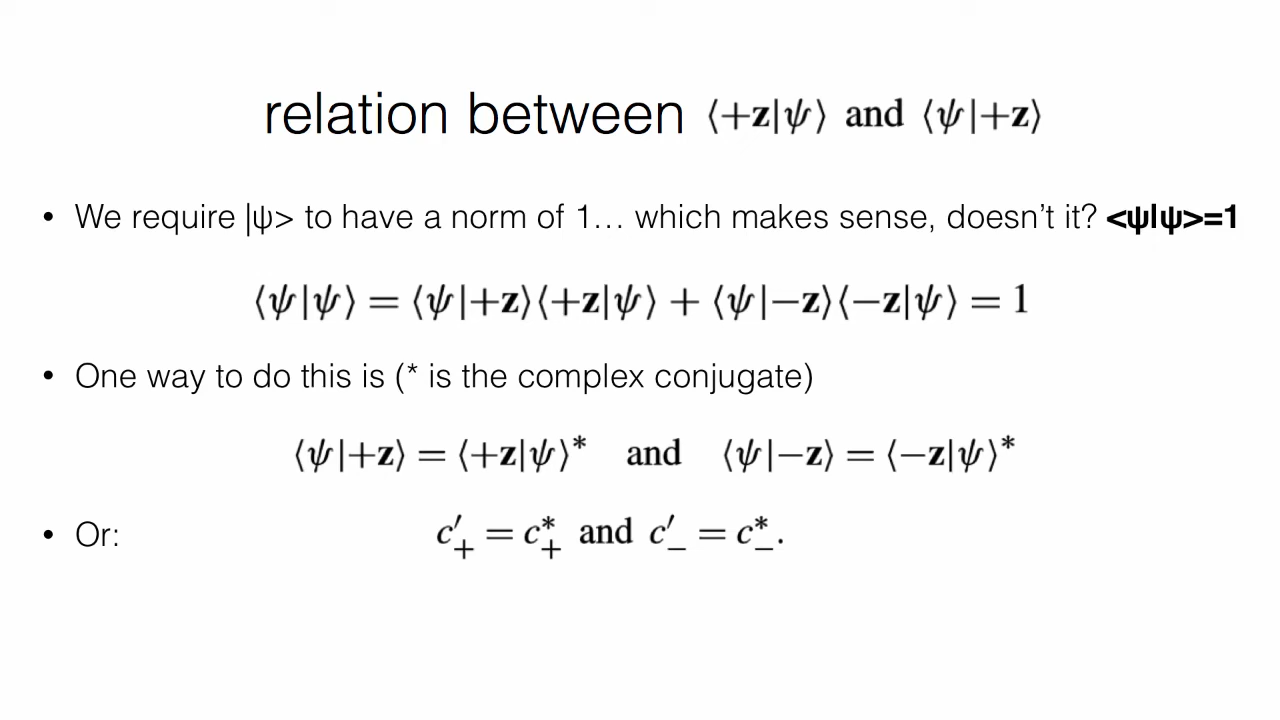 relation between ⟨+z|ψ⟩ and ⟨ψ|+z⟩
• We require |ψ> to have a norm of 1… which makes sense, doesn’t it? <ψ|ψ>=1
⟨ψ|ψ⟩ = ⟨ψ|+z⟩⟨+z|ψ⟩ + ⟨ψ|−z⟩⟨−z|ψ⟩ = 1
• One way to do this is (* is the complex conjugate)
⟨ψ|+z⟩ = ⟨+z|ψ⟩* and ⟨ψ|−z⟩ = ⟨−z|ψ⟩*
• Or: c′₊ = c*₊ and c′₋ = c*₋.